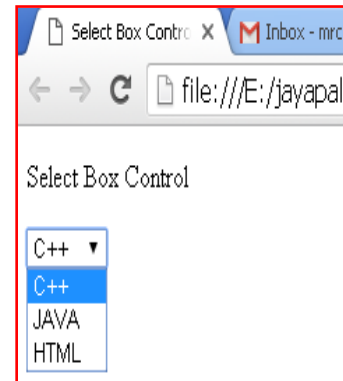 Select Box Contro
Inbox - mrc
file:///E:/jayapal
Select Box Control
C++
C++
JAVA
HTML